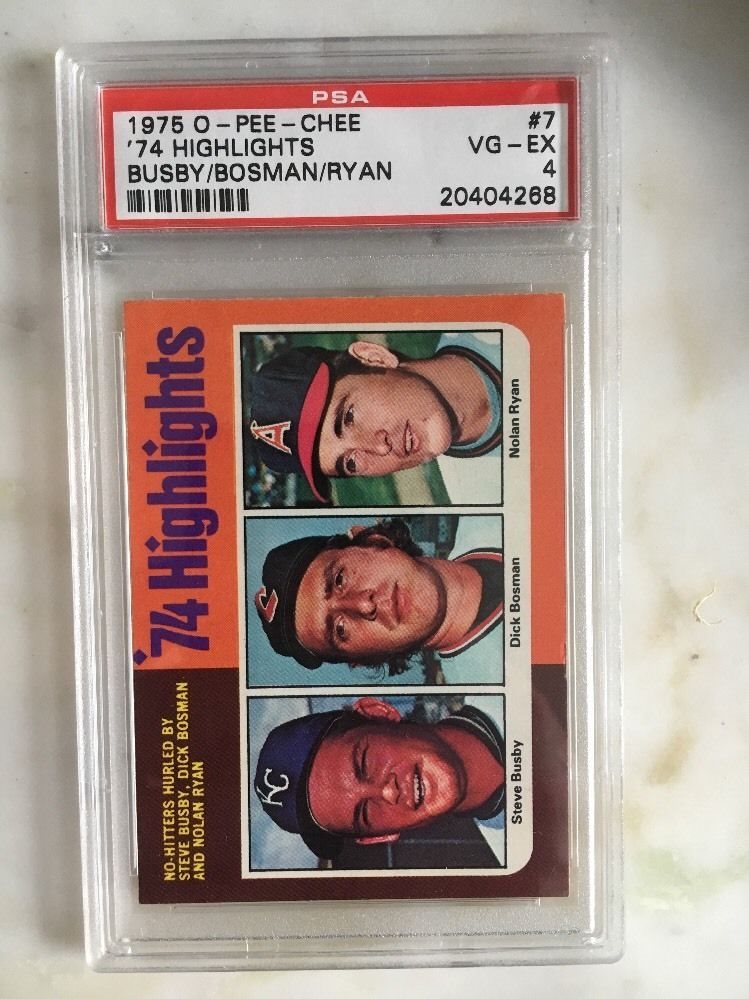 PSA
1975 O-PEE-CHEE #7
'74 HIGHLIGHTS VG-EX
BUSBY/BOSMAN/RYAN 4
20404268
'74 Highlights
NO-HITTERS HURLED BY
STEVE BUSBY, DICK BOSMAN
AND NOLAN RYAN
A
C
KC
Steve Busby
Dick Bosman
Nolan Ryan